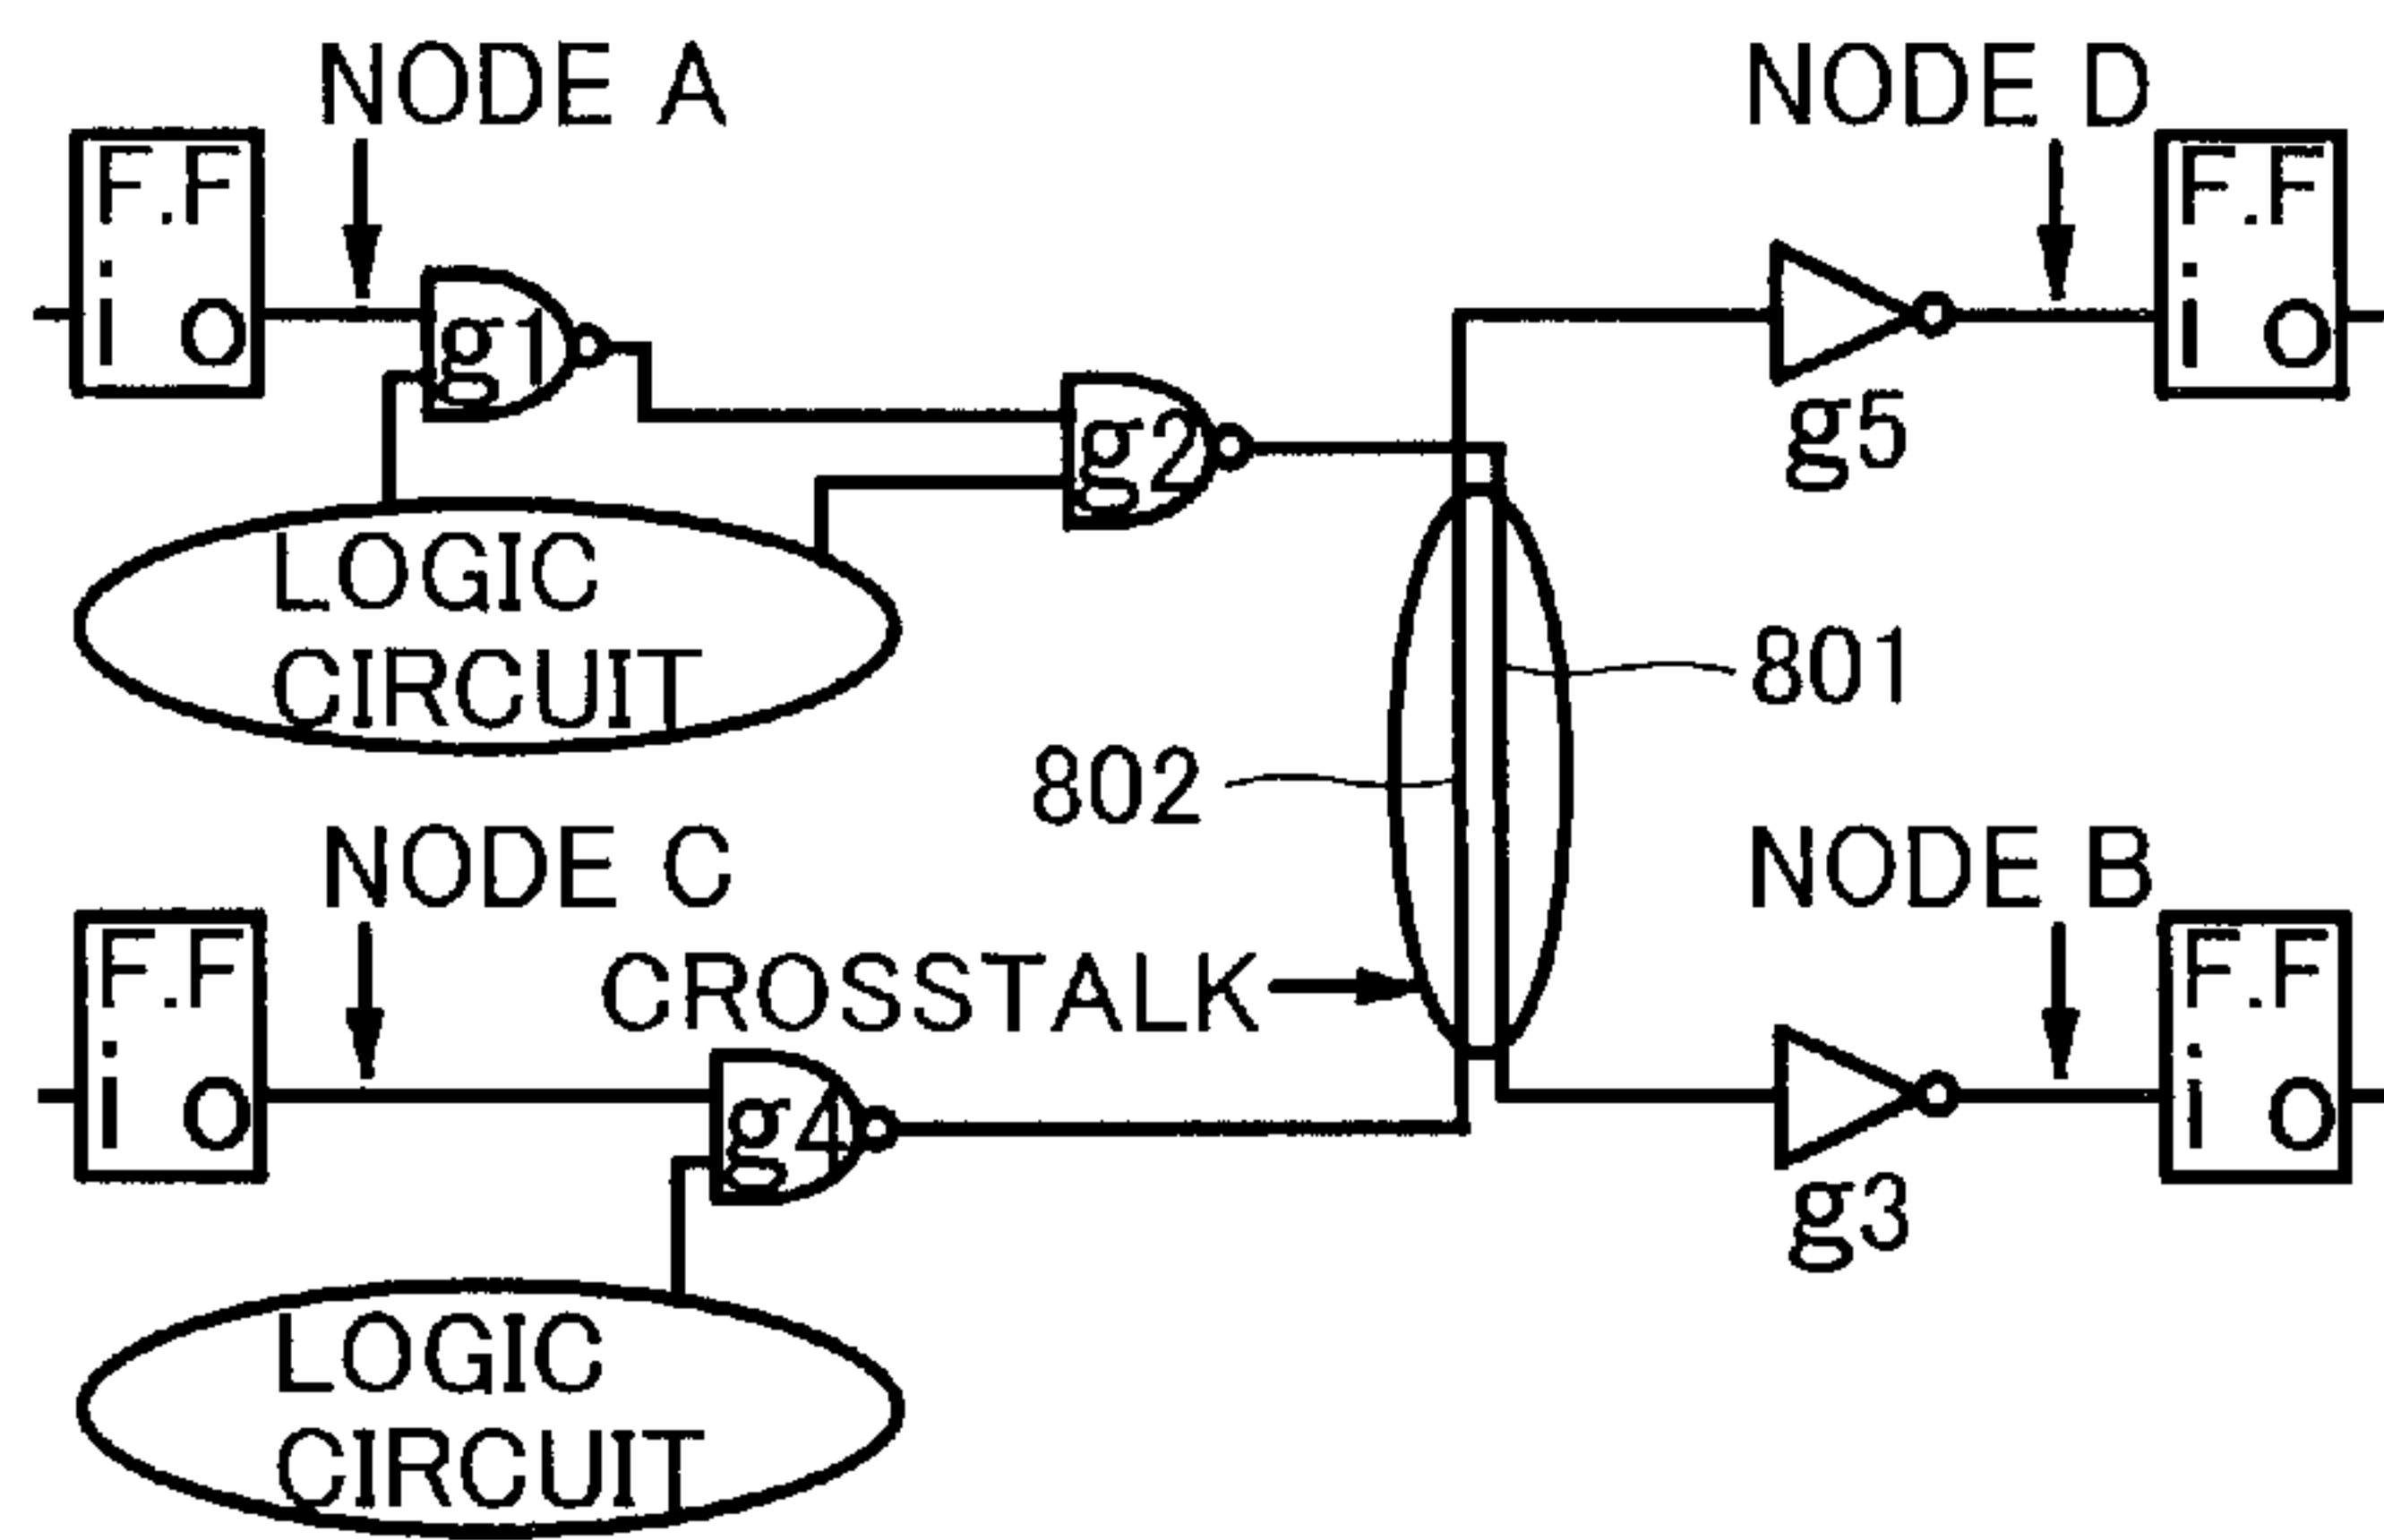 NODE A
NODE D
F.F
i o
g1
g2
F.F
i o
g5
LOGIC
CIRCUIT
801
802
NODE C
NODE B
F.F
i o
CROSSTALK
g4
F.F
i o
g3
LOGIC
CIRCUIT